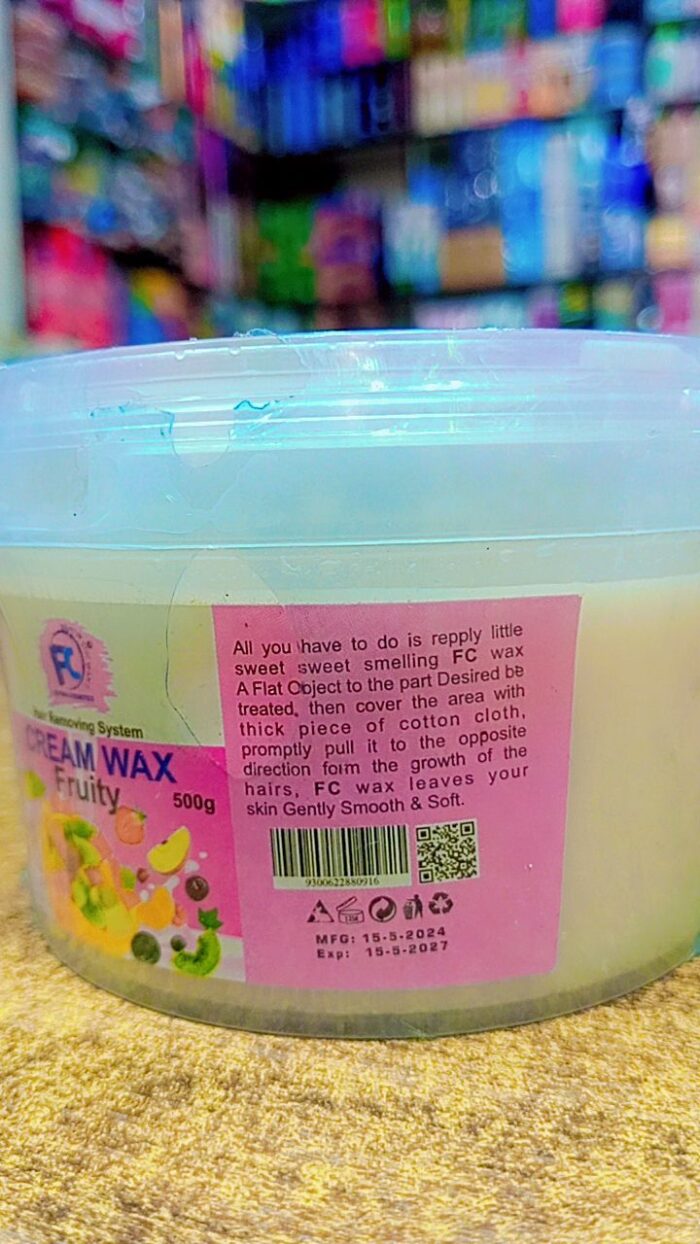 FC
Hair Removing System
CREAM WAX
Fruity
500g
All you have to do is repply little
sweet sweet smelling FC wax
A Flat Object to the part Desired be
treated, then cover the area with
thick piece of cotton cloth,
promptly pull it to the opposite
direction form the growth of the
hairs, FC wax leaves your
skin Gently Smooth & Soft.
9300622880916
MFG: 15-5-2024
Exp: 15-5-2027